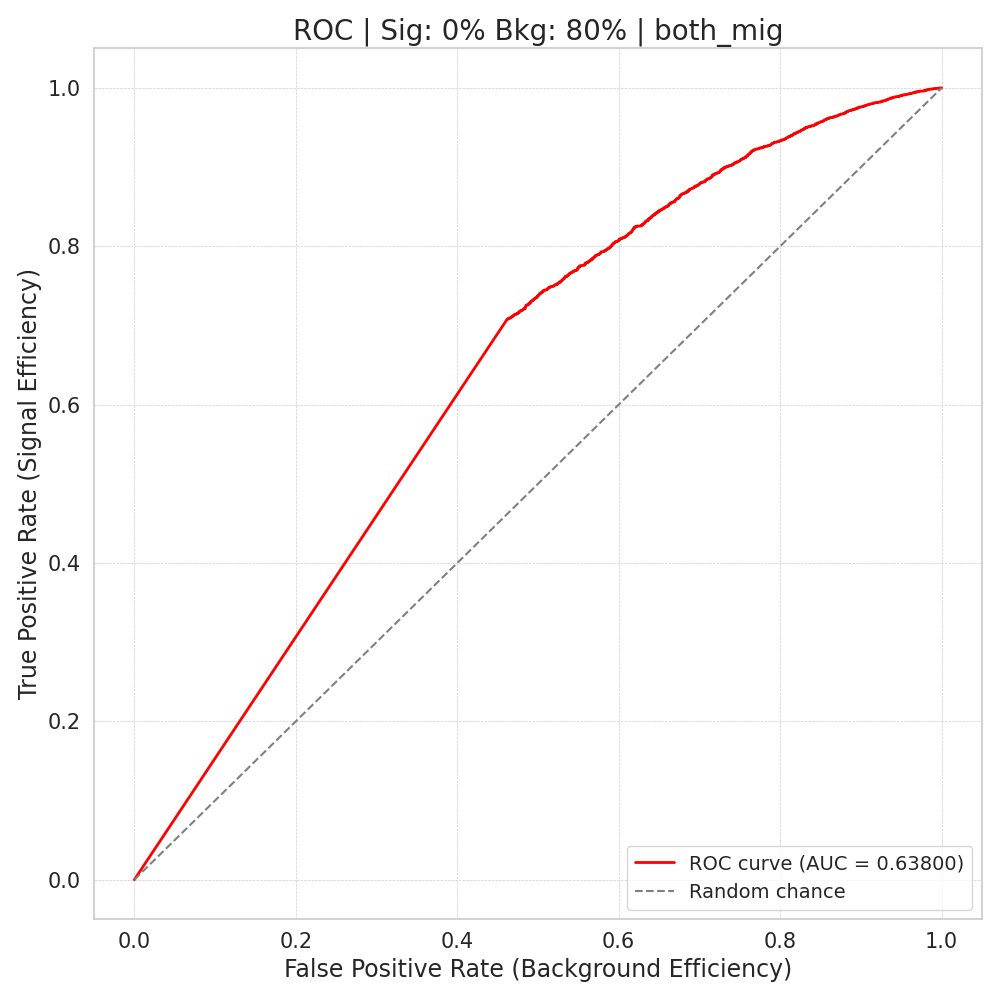 ROC | Sig: 0% Bkg: 80% | both_mig
True Positive Rate (Signal Efficiency)
1.0
0.8
0.6
0.4
0.2
0.0
ROC curve (AUC = 0.63800)
Random chance
0.0 0.2 0.4 0.6 0.8 1.0
False Positive Rate (Background Efficiency)